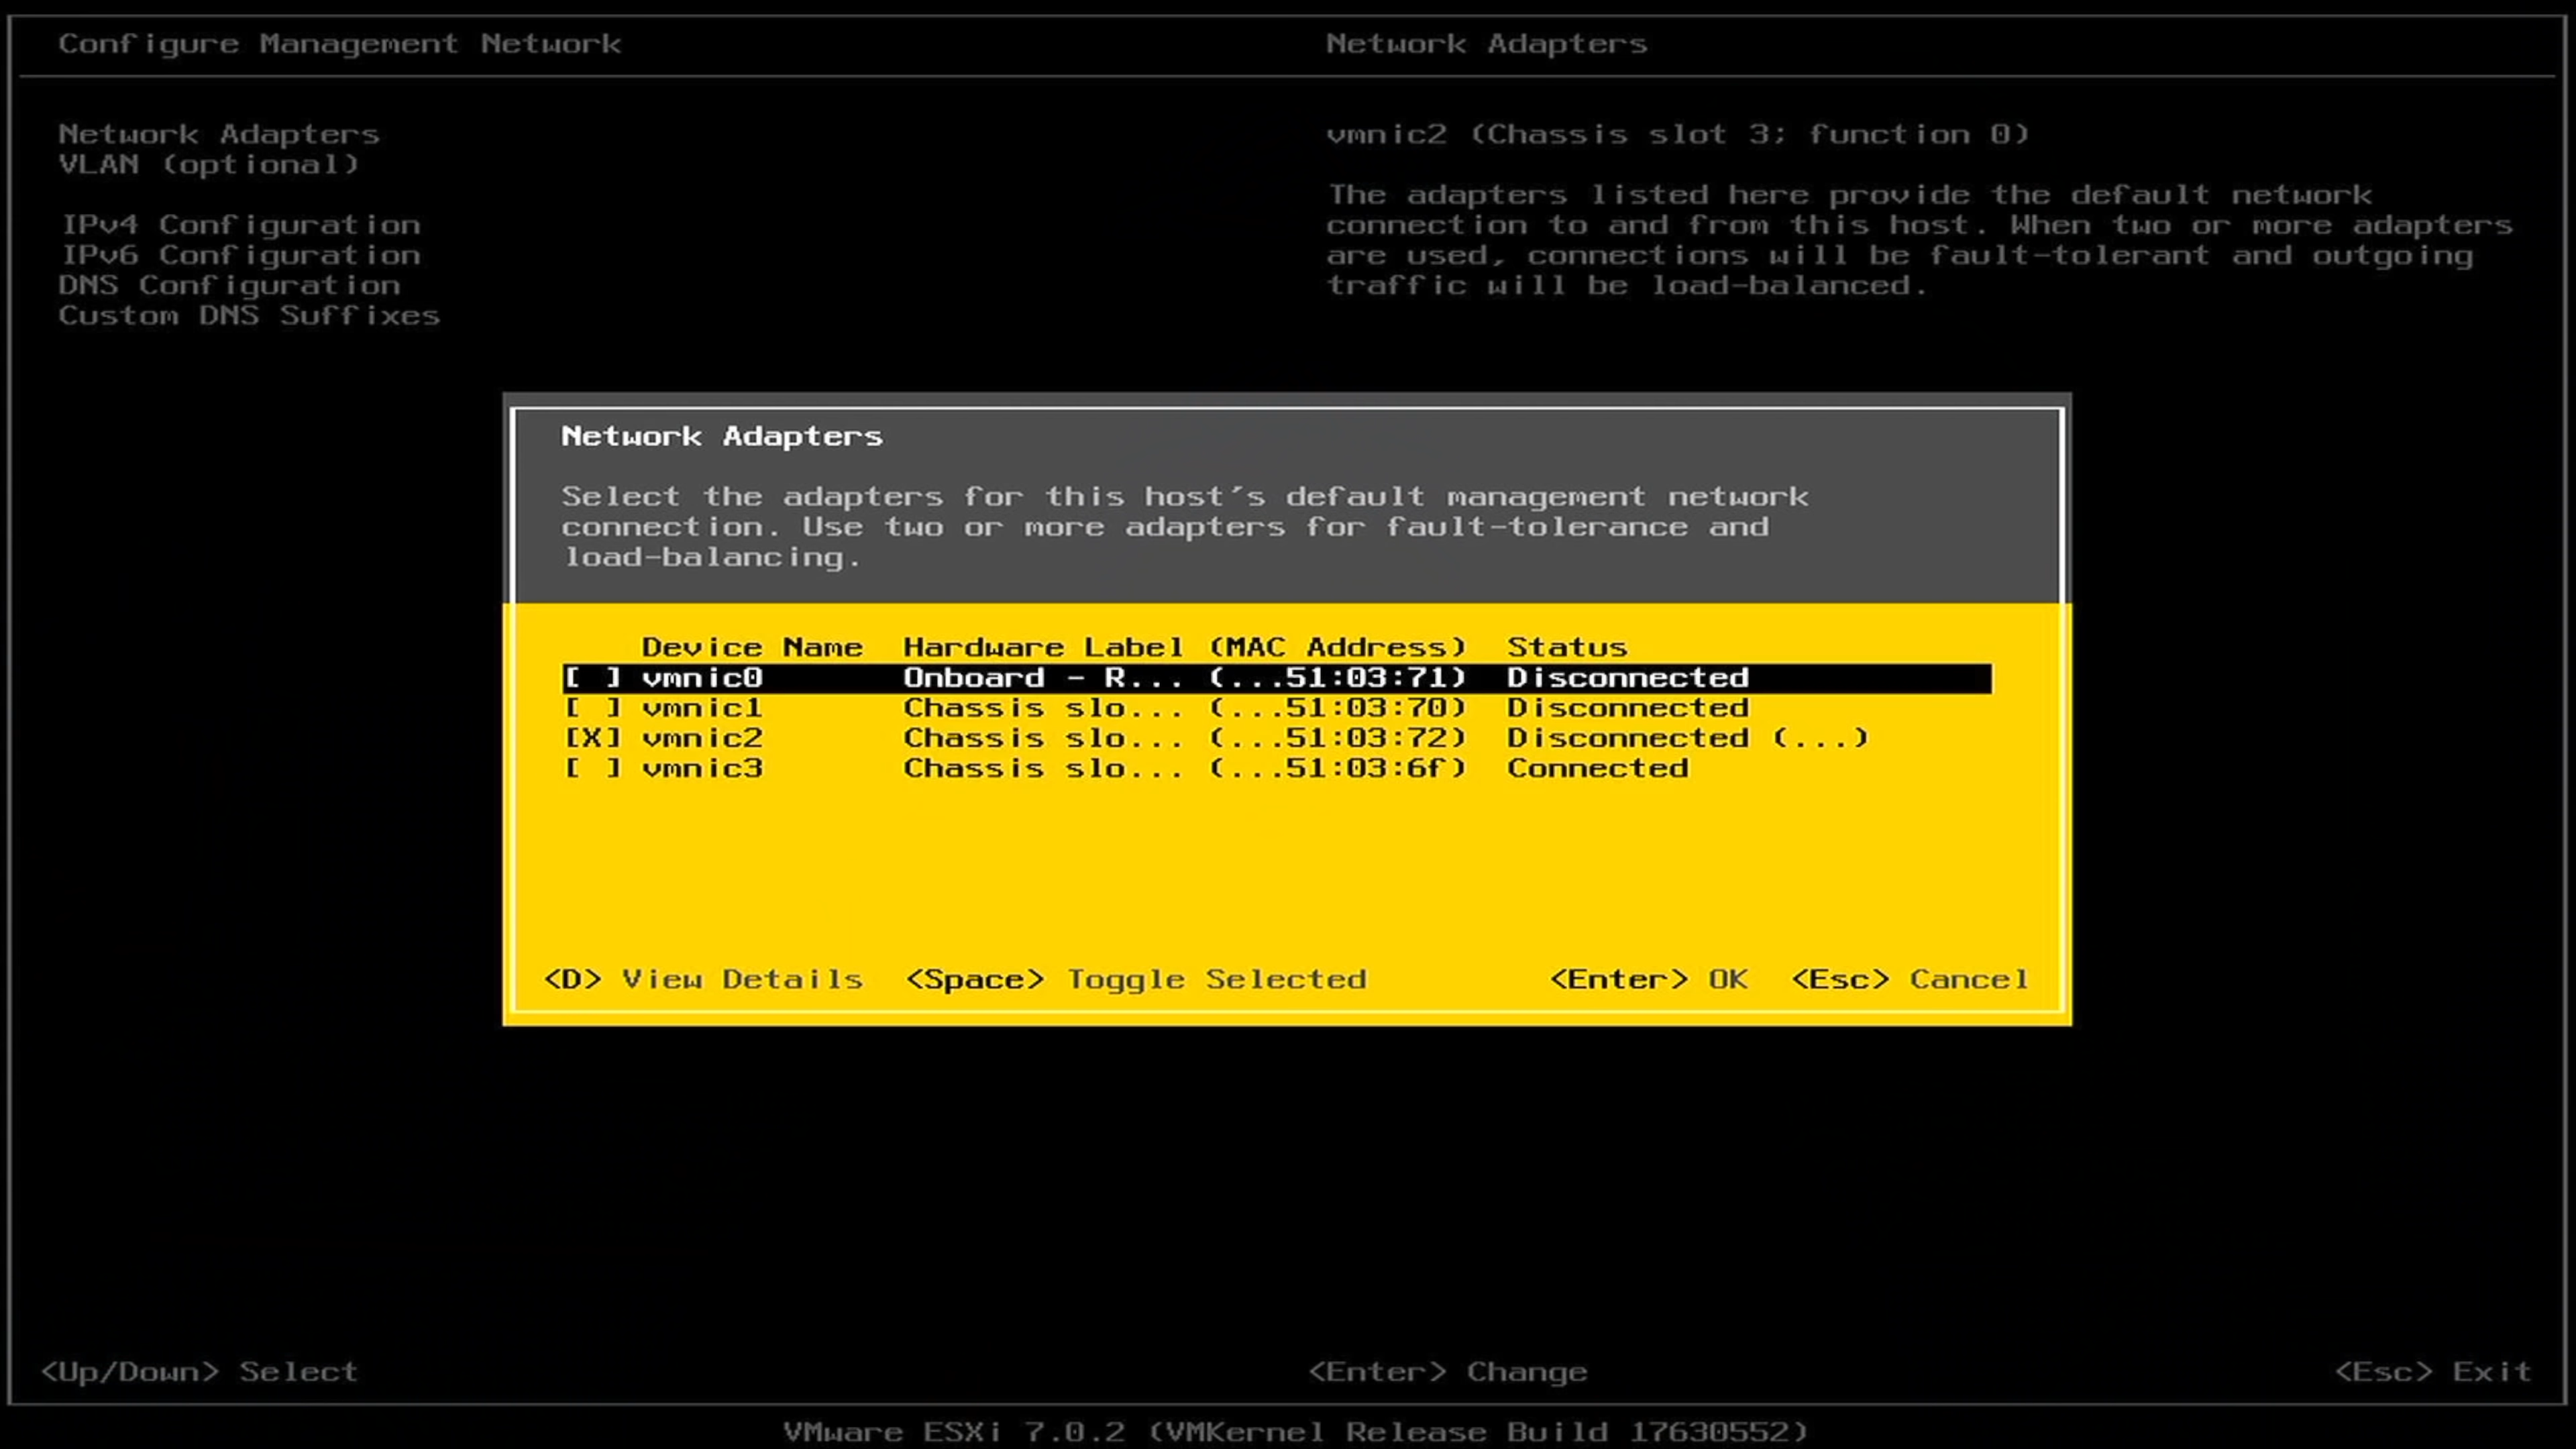 Configure Management Network
Network Adapters
Network Adapters
VLAN (optional)
IPv4 Configuration
IPv6 Configuration
DNS Configuration
Custom DNS Suffixes
vmnic2 (Chassis slot 3; function 0)
The adapters listed here provide the default network
connection to and from this host. When two or more adapters
are used, connections will be fault-tolerant and outgoing
traffic will be load-balanced.
Network Adapters
Select the adapters for this host's default management network
connection. Use two or more adapters for fault-tolerance and
load-balancing.
Device Name Hardware Label (MAC Address) Status
[ ] vmnic0 Onboard - R... (...51:03:71) Disconnected
[ ] vmnic1 Chassis slo... (...51:03:70) Disconnected
[X] vmnic2 Chassis slo... (...51:03:72) Disconnected (...)
[ ] vmnic3 Chassis slo... (...51:03:6f) Connected
<D> View Details <Space> Toggle Selected <Enter> OK <Esc> Cancel
<Up/Down> Select <Enter> Change <Esc> Exit
VMware ESXi 7.0.2 (VMKernel Release Build 17630552)